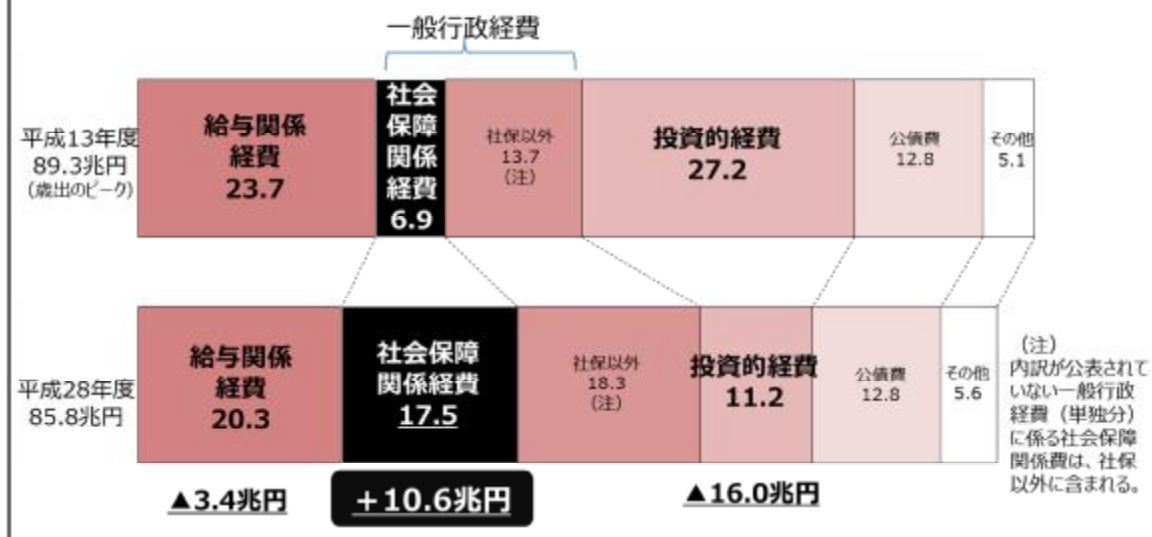 一般行政経費
平成13年度
89.3兆円
(歳出のピーク)
給与関係
経費
23.7
社会
保障
関係
経費
6.9
社保以外
13.7
(注)
投資的経費
27.2
公債費
12.8
その他
5.1
平成28年度
85.8兆円
給与関係
経費
20.3
社会保障
関係経費
17.5
社保以外
18.3
(注)
投資的経費
11.2
公債費
12.8
その他
5.6
▲3.4兆円
+10.6兆円
▲16.0兆円
(注)
内訳が公表されて
いない一般行政
経費(単独分)
に係る社会保障
関係費は、社保
以外に含まれる。